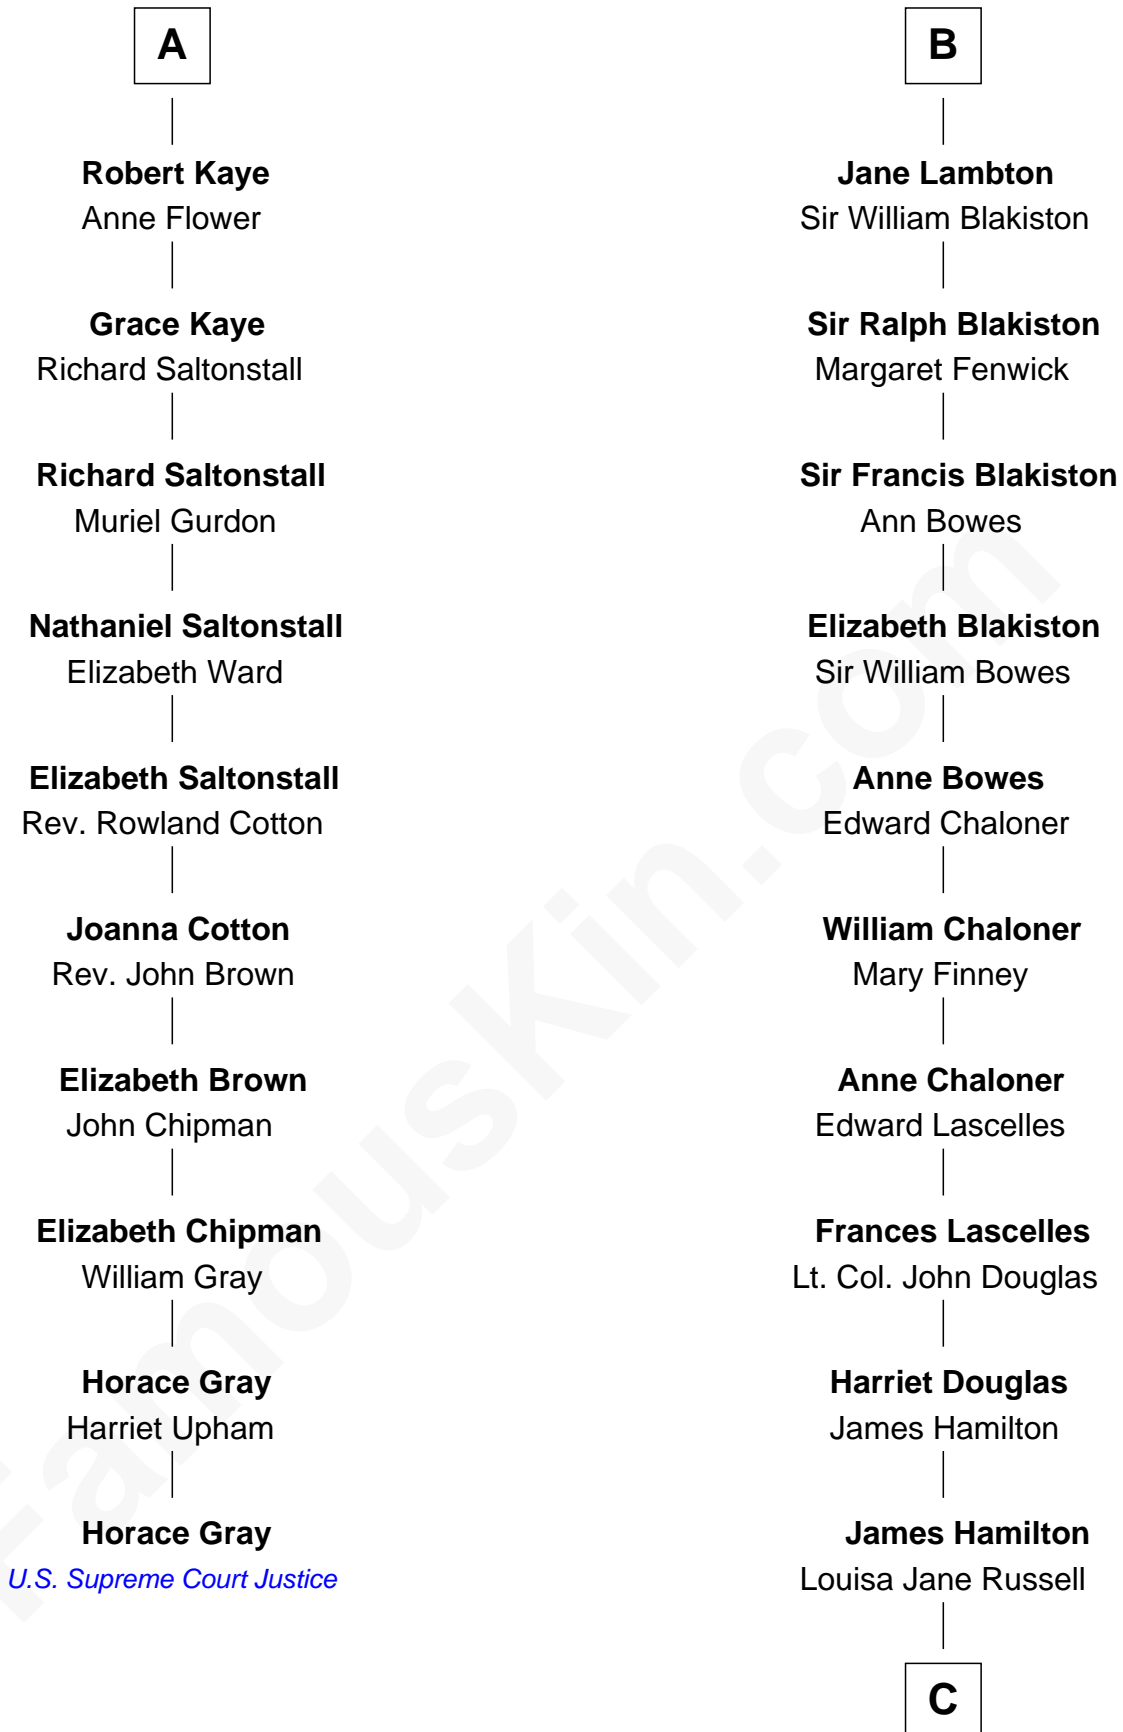 A
Robert Kaye
Anne Flower
Grace Kaye
Richard Saltonstall
Richard Saltonstall
Muriel Gurdon
Nathaniel Saltonstall
Elizabeth Ward
Elizabeth Saltonstall
Rev. Rowland Cotton
Joanna Cotton
Rev. John Brown
Elizabeth Brown
John Chipman
Elizabeth Chipman
William Gray
Horace Gray
Harriet Upham
Horace Gray
U.S. Supreme Court Justice
B
Jane Lambton
Sir William Blakiston
Sir Ralph Blakiston
Margaret Fenwick
Sir Francis Blakiston
Ann Bowes
Elizabeth Blakiston
Sir William Bowes
Anne Bowes
Edward Chaloner
William Chaloner
Mary Finney
Anne Chaloner
Edward Lascelles
Frances Lascelles
Lt. Col. John Douglas
Harriet Douglas
James Hamilton
James Hamilton
Louisa Jane Russell
C
FamousKin.com